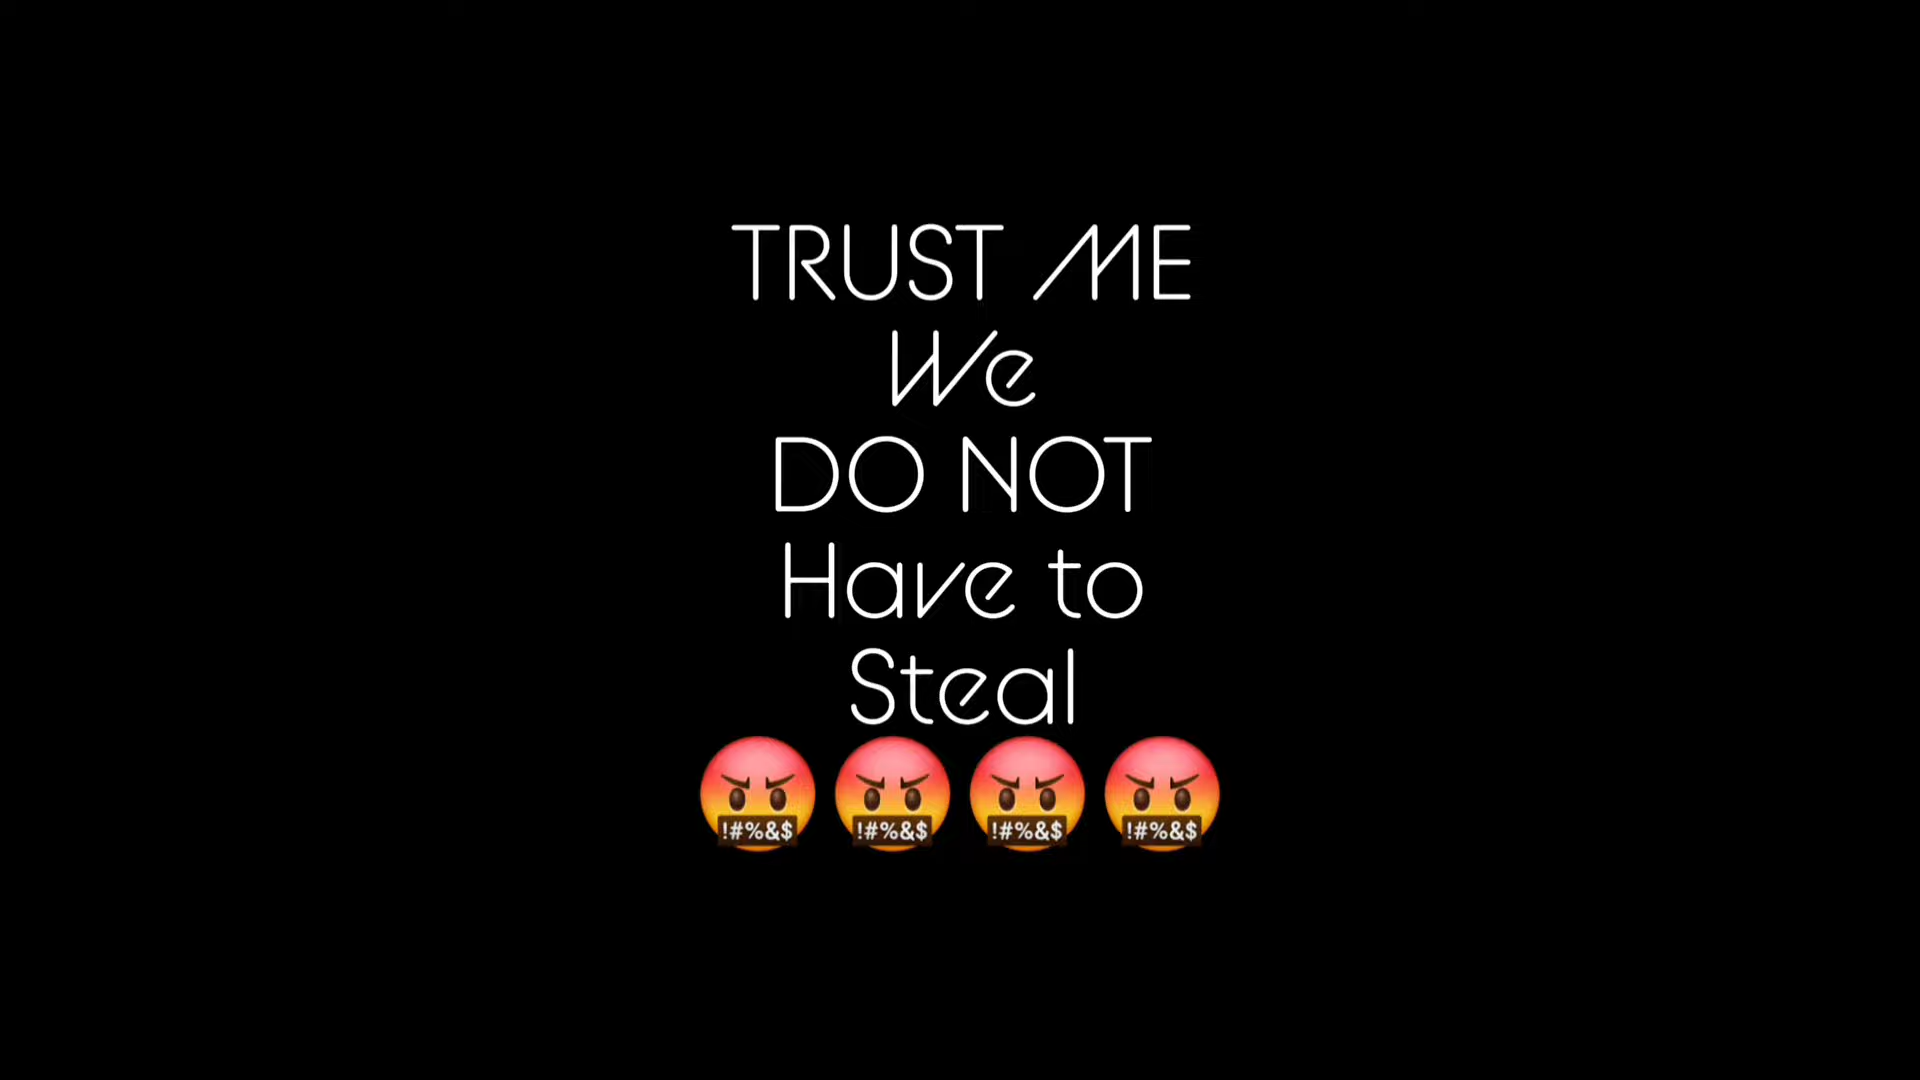 TRUST ME
We
DO NOT
Have to
Steal
🤬🤬🤬🤬